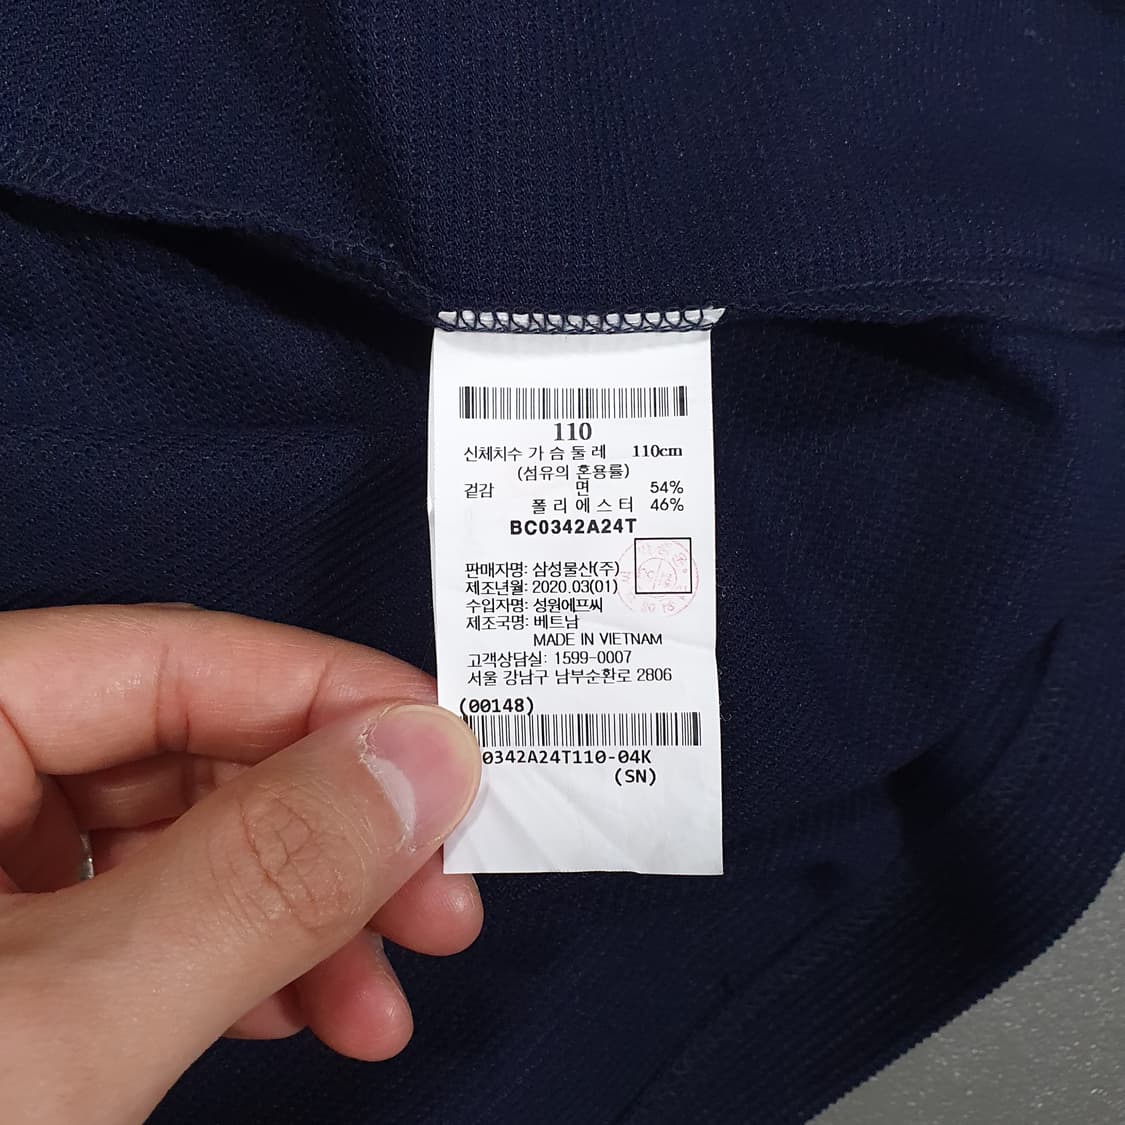 110
신체치수 가 슴 둘 레 110cm
(섬유의 혼용률)
겉감 면 54%
폴 리 에 스 터 46%
BC0342A24T
판매자명: 삼성물산(주)
제조년월: 2020.03(01)
수입자명: 성원에프씨
제조국명: 베트남
MADE IN VIETNAM
고객상담실: 1599-0007
서울 강남구 남부순환로 2806
(00148)
0342A24T110-04K
(SN)